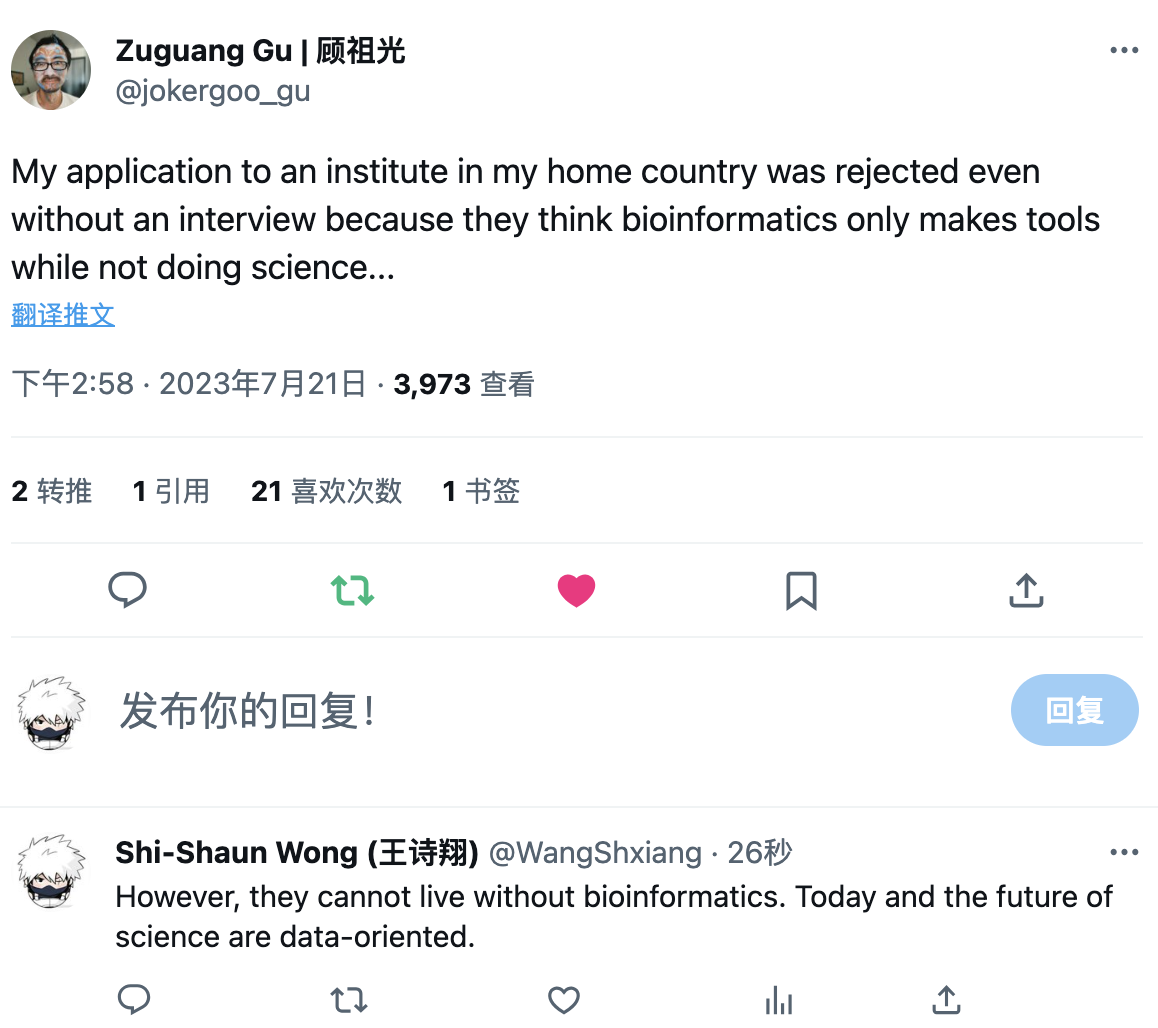 Zuguang Gu | 顾祖光
@jokergoo_gu
My application to an institute in my home country was rejected even
without an interview because they think bioinformatics only makes tools
while not doing science...
翻译推文
下午2:58 · 2023年7月21日 · 3,973 查看
2 转推 1 引用 21 喜欢次数 1 书签
发布你的回复！
回复
Shi-Shaun Wong (王诗翔) @WangShxiang · 26秒
However, they cannot live without bioinformatics. Today and the future of
science are data-oriented.